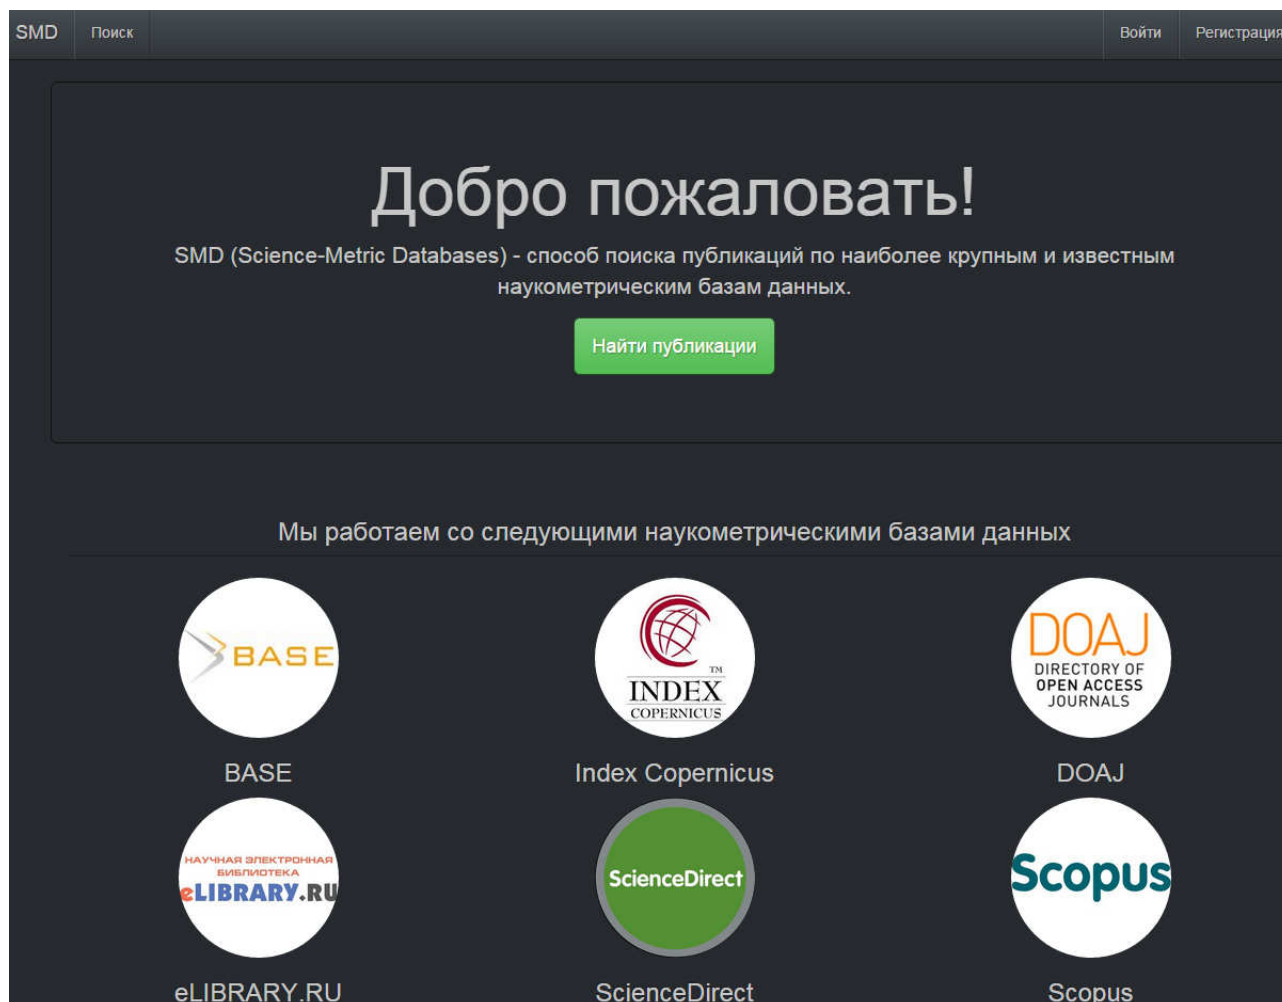 SMD Поиск Войти Регистрация
Добро пожаловать!
SMD (Science-Metric Databases) - способ поиска публикаций по наиболее крупным и известным
наукометрическим базам данных.
Найти публикации
Мы работаем со следующими наукометрическими базами данных
BASE
INDEX
COPERNICUS
TM
DOAJ
DIRECTORY OF
OPEN ACCESS
JOURNALS
BASE Index Copernicus DOAJ
НАУЧНАЯ ЭЛЕКТРОННАЯ
БИБЛИОТЕКА
eLIBRARY.RU
ScienceDirect
Scopus
eLIBRARY.RU ScienceDirect Scopus